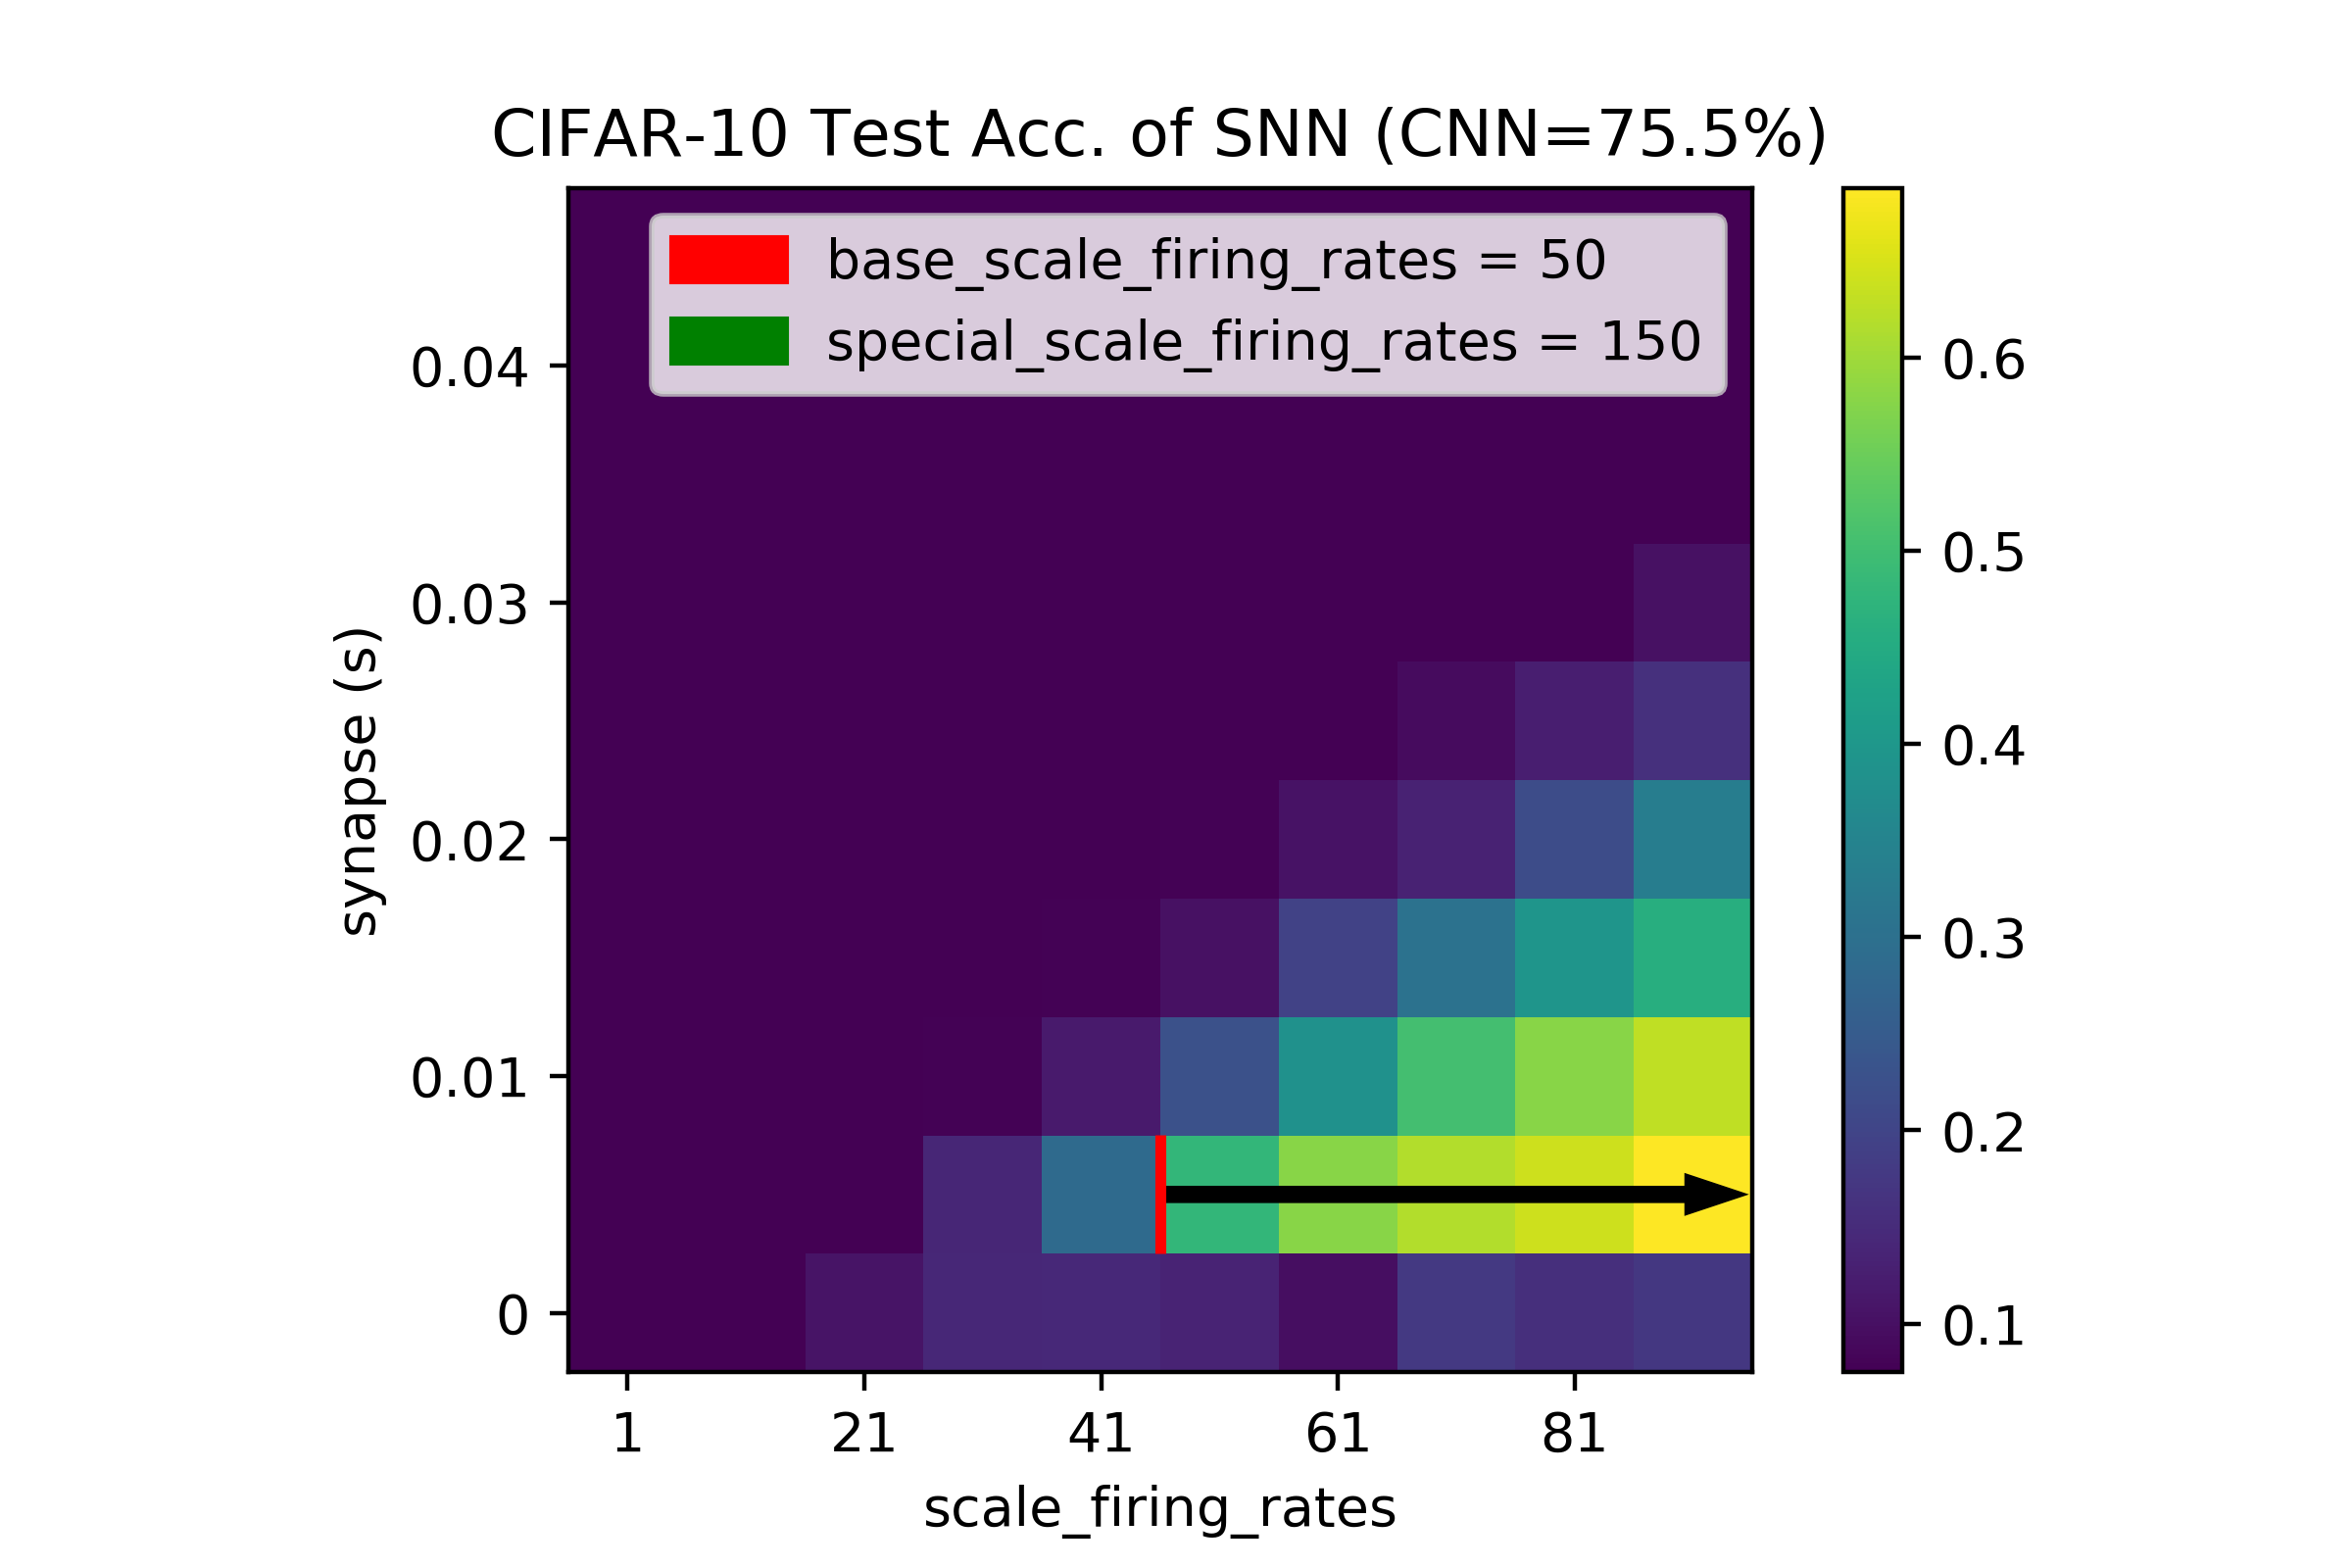 CIFAR-10 Test Acc. of SNN (CNN=75.5%)
base_scale_firing_rates = 50
special_scale_firing_rates = 150
synapse (s)
0.04
0.03
0.02
0.01
0
1 21 41 61 81
scale_firing_rates
0.6
0.5
0.4
0.3
0.2
0.1